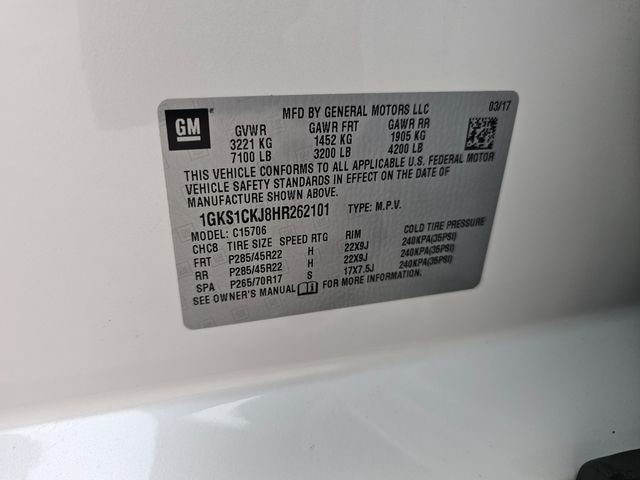 GM
MFD BY GENERAL MOTORS LLC 03/17
GVWR GAWR FRT GAWR RR
3221 KG 1452 KG 1905 KG
7100 LB 3200 LB 4200 LB
THIS VEHICLE CONFORMS TO ALL APPLICABLE U.S. FEDERAL MOTOR
VEHICLE SAFETY STANDARDS IN EFFECT ON THE DATE OF
MANUFACTURE SHOWN ABOVE.
1GKS1CKJ8HR262101 TYPE: M.P.V.
MODEL: C15706
CHC8 TIRE SIZE SPEED RTG RIM COLD TIRE PRESSURE
FRT P285/45R22 H 22X9J 240KPA(35PSI)
RR P285/45R22 H 22X9J 240KPA(35PSI)
SPA P265/70R17 S 17X7.5J 240KPA(35PSI)
SEE OWNER'S MANUAL FOR MORE INFORMATION.